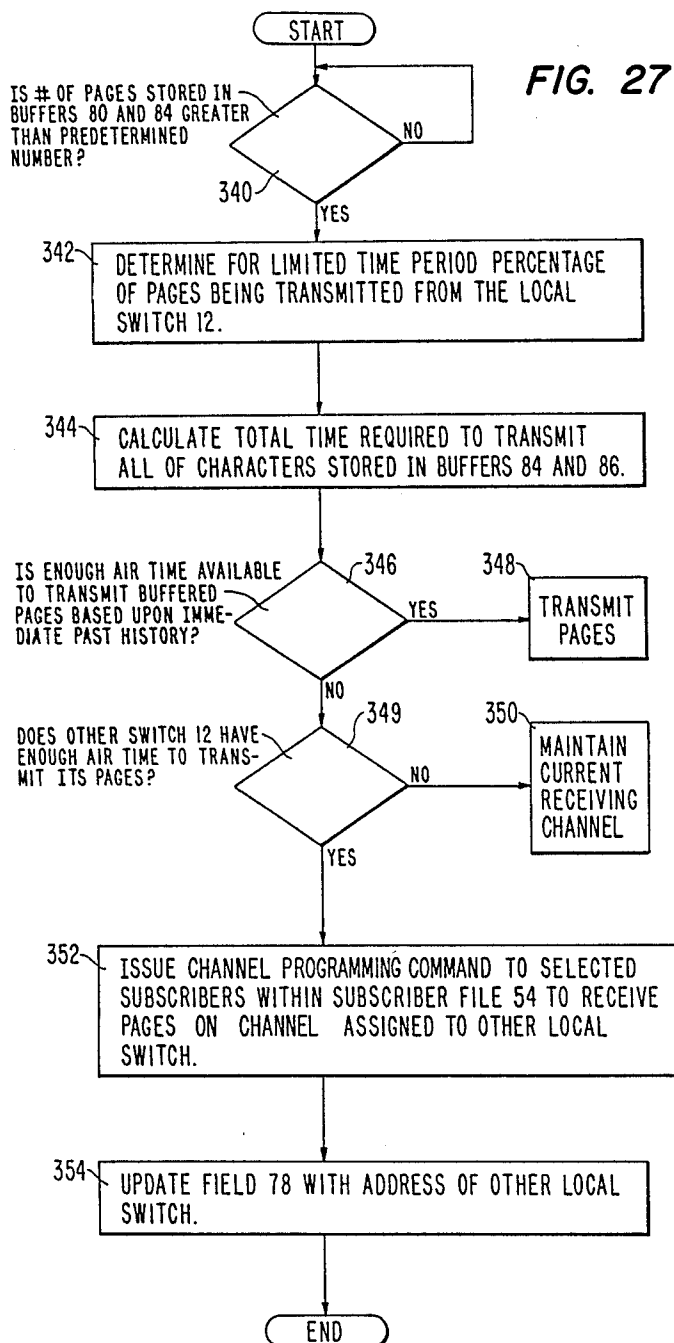 START
FIG. 27
IS # OF PAGES STORED IN
BUFFERS 80 AND 84 GREATER
THAN PREDETERMINED
NUMBER?
NO
340
YES
342
DETERMINE FOR LIMITED TIME PERIOD PERCENTAGE
OF PAGES BEING TRANSMITTED FROM THE LOCAL
SWITCH 12.
344
CALCULATE TOTAL TIME REQUIRED TO TRANSMIT
ALL OF CHARACTERS STORED IN BUFFERS 84 AND 86.
IS ENOUGH AIR TIME AVAILABLE
TO TRANSMIT BUFFERED
PAGES BASED UPON IMME-
DIATE PAST HISTORY?
346
YES
348
TRANSMIT
PAGES
NO
DOES OTHER SWITCH 12 HAVE
ENOUGH AIR TIME TO TRANS-
MIT ITS PAGES?
349
NO
350
MAINTAIN
CURRENT
RECEIVING
CHANNEL
YES
352
ISSUE CHANNEL PROGRAMMING COMMAND TO SELECTED
SUBSCRIBERS WITHIN SUBSCRIBER FILE 54 TO RECEIVE
PAGES ON CHANNEL ASSIGNED TO OTHER LOCAL
SWITCH.
354
UPDATE FIELD 78 WITH ADDRESS OF OTHER LOCAL
SWITCH.
END